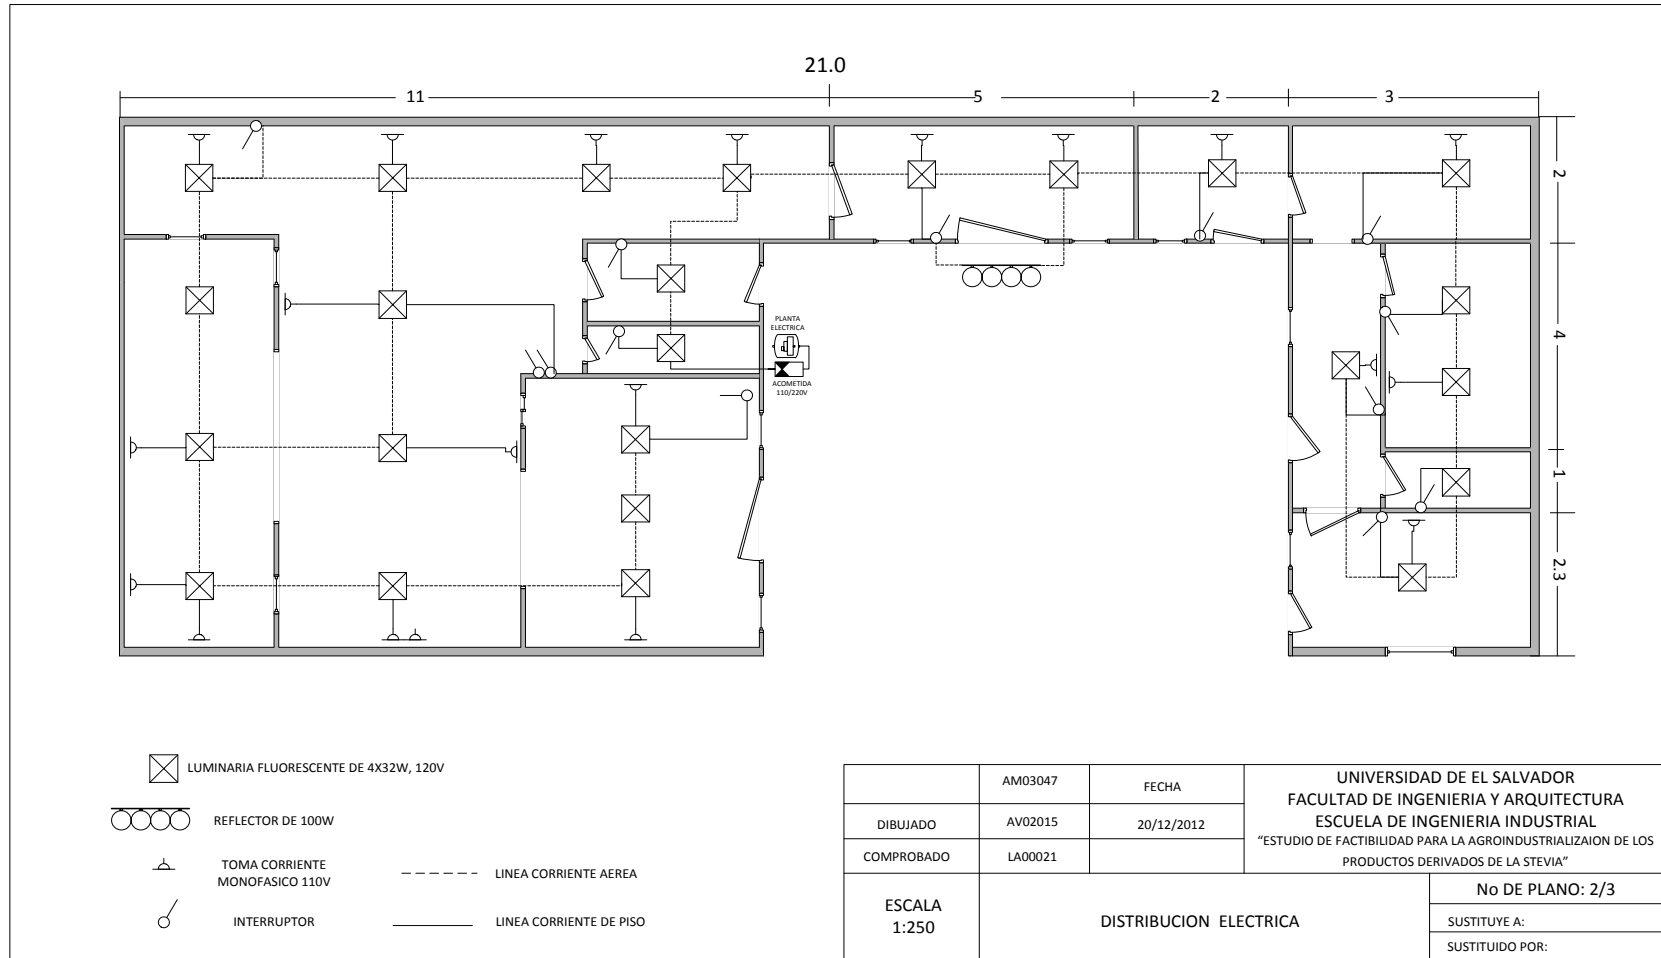 21.0
11
5
2
3
2
4
1
2.3
PLANTA
ELECTRICA
ACOMETIDA
110/220V
LUMINARIA FLUORESCENTE DE 4X32W, 120V
REFLECTOR DE 100W
TOMA CORRIENTE
MONOFASICO 110V
LINEA CORRIENTE AEREA
INTERRUPTOR
LINEA CORRIENTE DE PISO
AM03047
FECHA
DIBUJADO
AV02015
20/12/2012
COMPROBADO
LA00021
UNIVERSIDAD DE EL SALVADOR
FACULTAD DE INGENIERIA Y ARQUITECTURA
ESCUELA DE INGENIERIA INDUSTRIAL
“ESTUDIO DE FACTIBILIDAD PARA LA AGROINDUSTRIALIZAION DE LOS
PRODUCTOS DERIVADOS DE LA STEVIA”
ESCALA
1:250
DISTRIBUCION ELECTRICA
No DE PLANO: 2/3
SUSTITUYE A:
SUSTITUIDO POR: